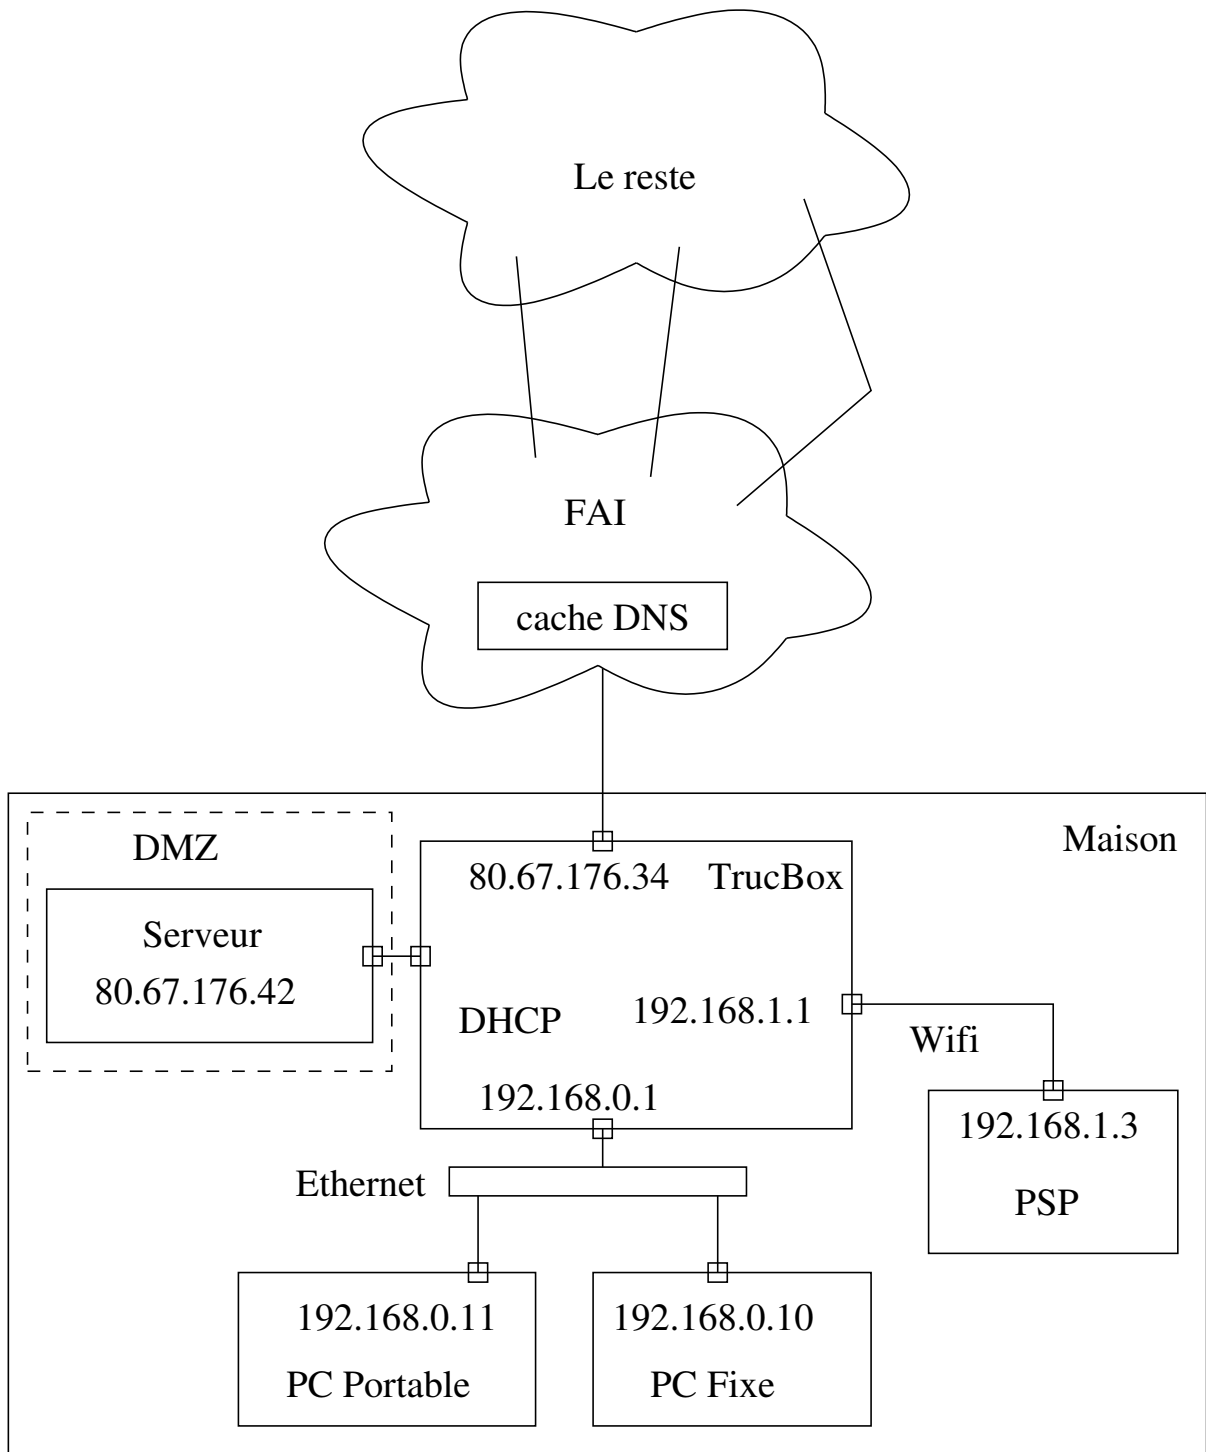 Le reste
FAI
cache DNS
Maison
DMZ
80.67.176.34
TrucBox
Serveur
80.67.176.42
DHCP
192.168.1.1
Wifi
192.168.0.1
192.168.1.3
PSP
Ethernet
192.168.0.11
PC Portable
192.168.0.10
PC Fixe